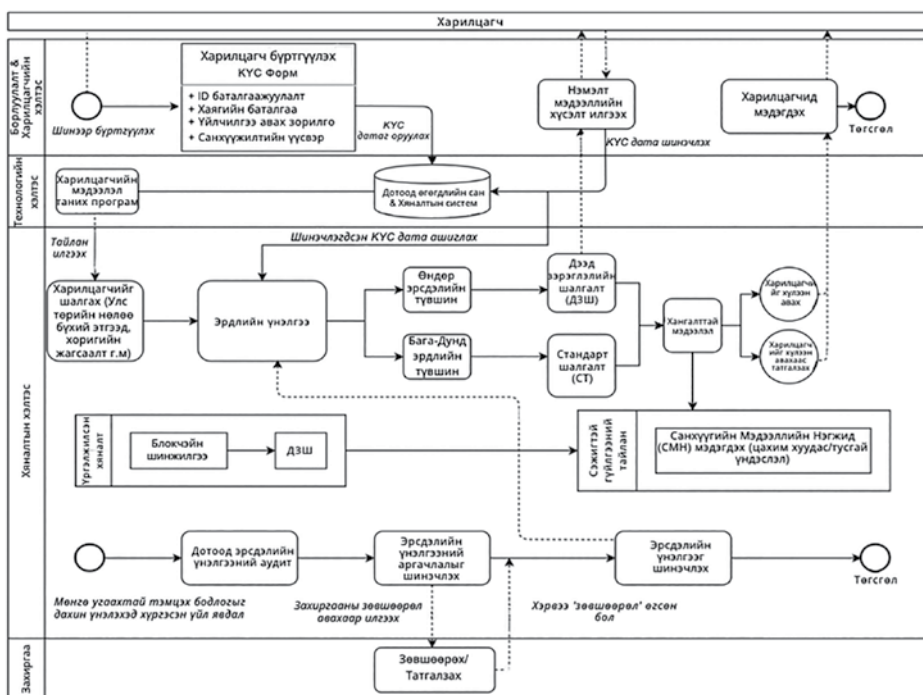 Харилцагч
Борлуулалт &
Харилцагчийн
хэлтэс
Шинээр бүртгүүлэх
Харилцагч бүртгүүлэх
KYC Форм
+ ID баталгаажуулалт
+ Хаягийн баталгаа
+ Үйлчилгээ авах зорилго
+ Санхүүжилтийн үүсвэр
KYC
датаг оруулах
Нэмэлт
мэдээллийн
хүсэлт илгээх
KYC дата шинэчлэх
Харилцагчид
мэдэгдэх
Төгсгөл
Технологийн
хэлтэс
Харилцагчийн
мэдээлэл
таних програм
Дотоод өгөгдлийн сан
& Хяналтын систем
Хяналтын хэлтэс
Тайлан
илгээх
Шинэчлэгдсэн KYC дата ашиглах
Харилцагчийг
шалгах (Улс
төрийн нөлөө
бүхий этгээд,
хоригийн
жагсаалт г.м)
Эрдлийн үнэлгээ
Өндөр
эрсдэлийн
түвшин
Бага-Дунд
эрдлийн
түвшин
Дээд
зэрэглэлийн
шалгалт
(ДЗШ)
Стандарт
шалгалт
(СТ)
Хангалттай
мэдээлэл
Харилцагч
ийг хүлээн
авах
Харилцагч
ийг хүлээн
авахаас
татгалзах
Үргэлжилсэн
хяналт
Блокчэйн
шинжилгээ
ДЗШ
Сэжигтэй
гүйлгээний
тайлан
Санхүүгийн Мэдээллийн Нэгжид
(СМН) мэдэгдэх (цахим хуудас/тусгай
үндэслэл)
Мөнгө угаахтай тэмцэх бодлогыг
дахин үнэлэхэд хүргэсэн үйл явдал
Дотоод эрсдэлийн
үнэлгээний аудит
Эрсдэлийн
үнэлгээний
аргачлалыг
шинэчлэх
Захиргааны зөвшөөрөл
авахаар илгээх
Хэрвээ 'зөвшөөрөл' өгсөн
бол
Эрсдэлийн
үнэлгээг
шинэчлэх
Төгсгөл
Захиргаа
Зөвшөөрөх/
Татгалзах